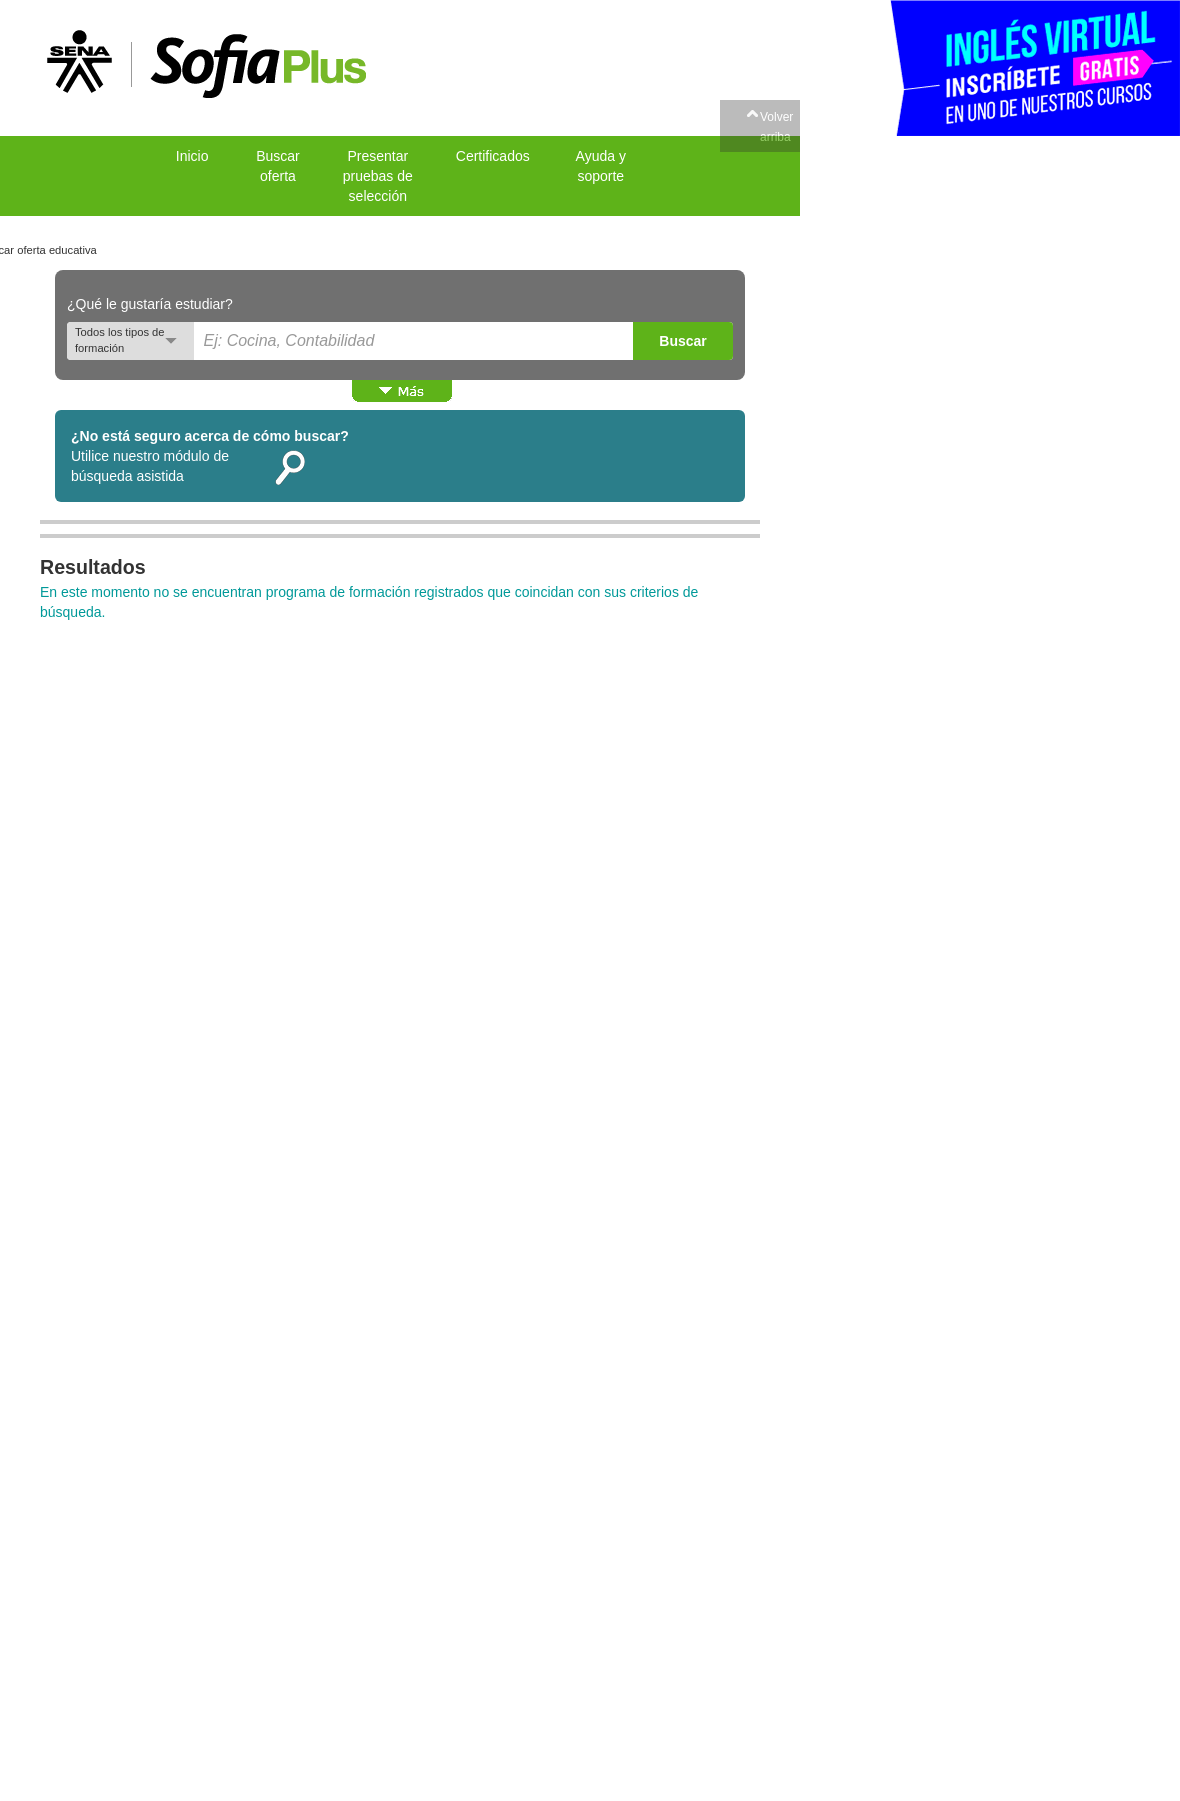 SENA
Sofia Plus
INGLÉS VIRTUAL
INSCRÍBETE GRATIS
EN UNO DE NUESTROS CURSOS
Volver
arriba
Inicio
Buscar
oferta
Presentar
pruebas de
selección
Certificados
Ayuda y
soporte
car oferta educativa
¿Qué le gustaría estudiar?
Todos los tipos de
formación
Ej: Cocina, Contabilidad
Buscar
Más
¿No está seguro acerca de cómo buscar?
Utilice nuestro módulo de
búsqueda asistida
Resultados
En este momento no se encuentran programa de formación registrados que coincidan con sus criterios de
búsqueda.